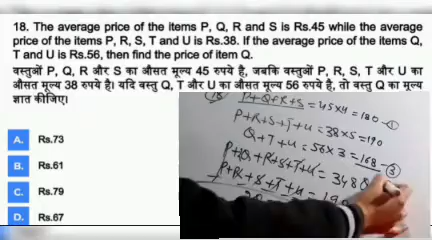 18. The average price of the items P, Q, R and S is Rs.45 while the average
price of the items P, R, S, T and U is Rs.38. If the average price of the items Q,
T and U is Rs.56, then find the price of item Q.
वस्तुओं P, Q, R और S का औसत मूल्य 45 रुपये है, जबकि वस्तुओं P, R, S, T और U का
औसत मूल्य 38 रुपये है। यदि वस्तु Q, T और U का औसत मूल्य 56 रुपये है, तो वस्तु Q का मूल्य
ज्ञात कीजिए।
A. Rs.73
B. Rs.61
C. Rs.79
D. Rs.67
P+Q+R+S = 45×4 = 180 -①
P+R+S+T+U = 38×5 = 190
Q+T+U = 56×3 = 168 -③
P+Q+R+S+T+U = 348
P+R+S+T+U =